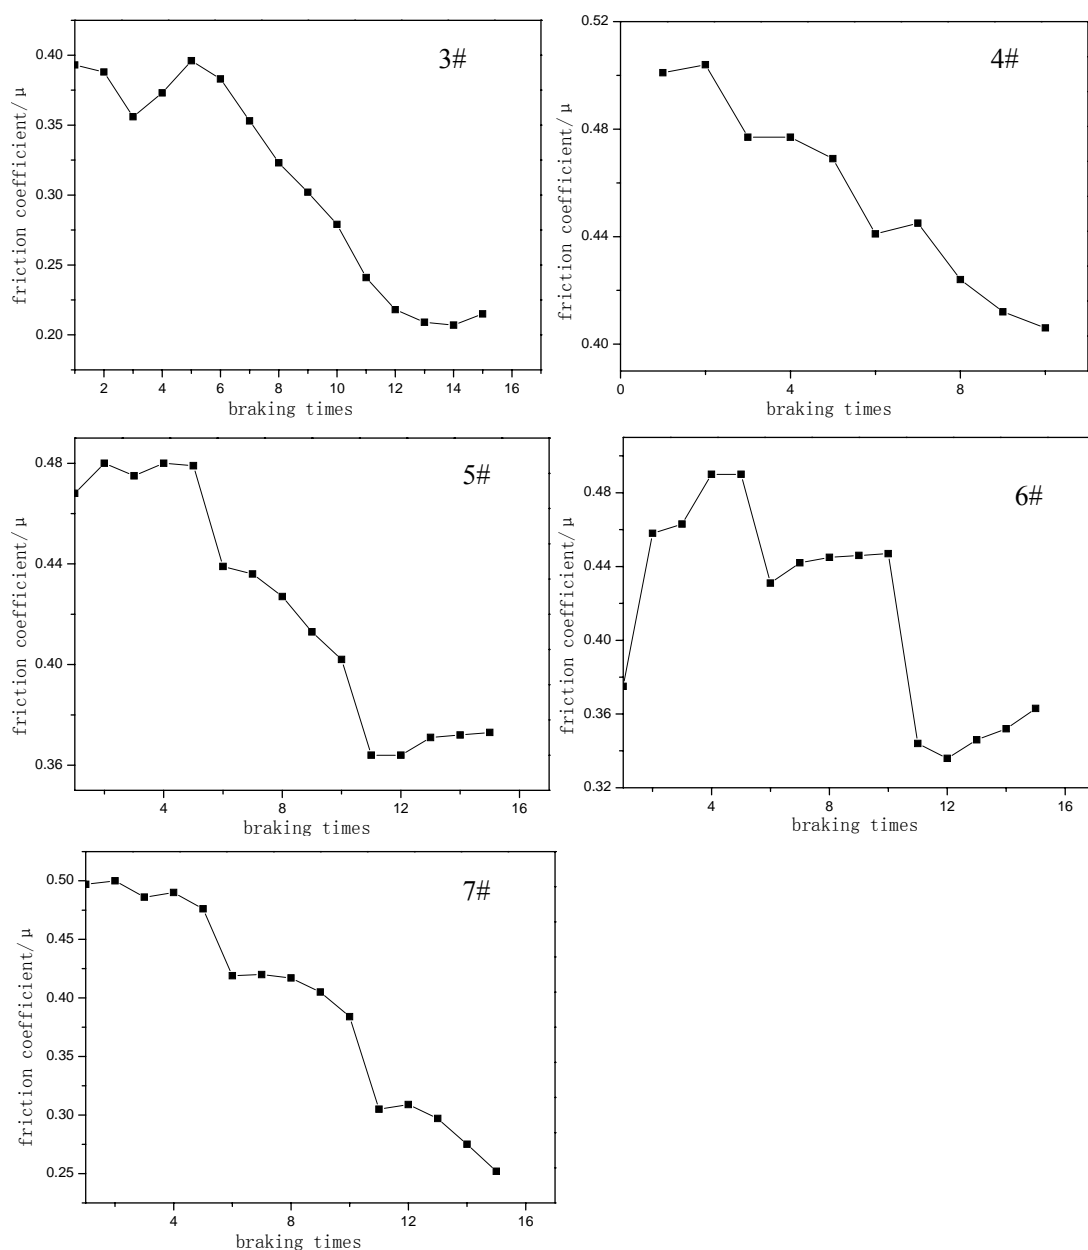 3#
0.40
0.35
0.30
0.25
0.20
friction coefficient/μ
2 4 6 8 10 12 14 16
braking times
4#
0.52
0.48
0.44
0.40
friction coefficient/μ
0 4 8
braking times
5#
0.48
0.44
0.40
0.36
friction coefficient/μ
4 8 12 16
braking times
6#
0.48
0.44
0.40
0.36
0.32
friction coefficient/μ
4 8 12 16
braking times
7#
0.50
0.45
0.40
0.35
0.30
0.25
friction coefficient/μ
4 8 12 16
braking times